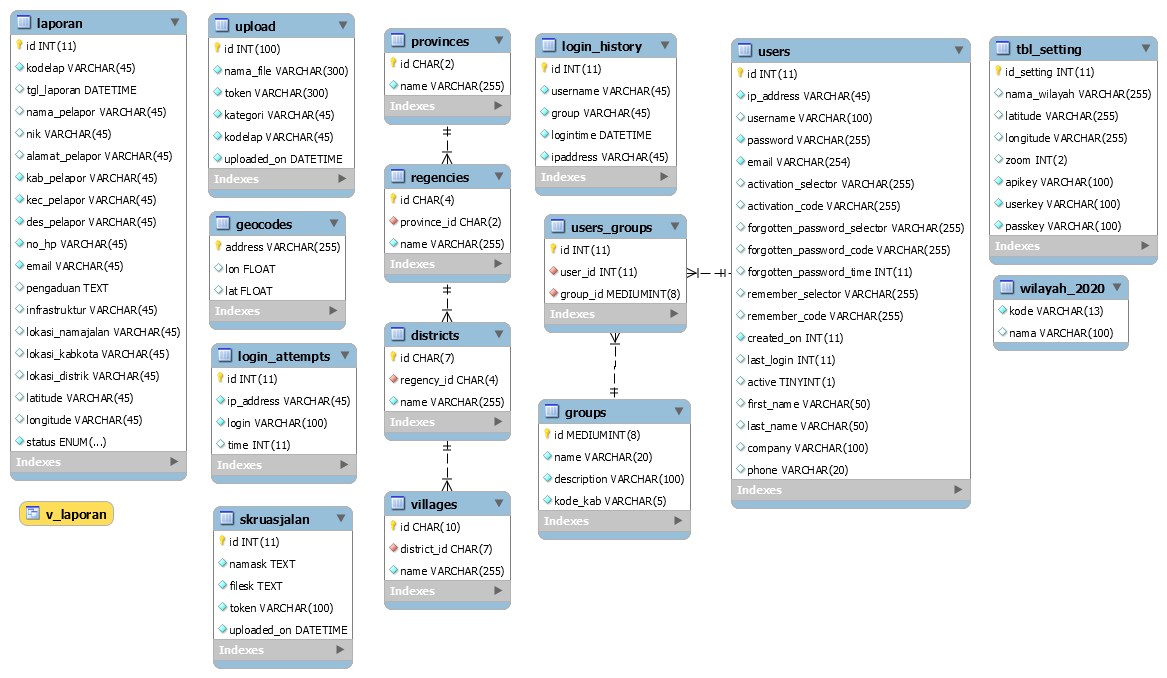 laporan
id INT(11)
kodelap VARCHAR(45)
tgl_laporan DATETIME
nama_pelapor VARCHAR(45)
nik VARCHAR(45)
alamat_pelapor VARCHAR(45)
kab_pelapor VARCHAR(45)
kec_pelapor VARCHAR(45)
des_pelapor VARCHAR(45)
no_hp VARCHAR(45)
email VARCHAR(45)
pengaduan TEXT
infrastruktur VARCHAR(45)
lokasi_namajalan VARCHAR(45)
lokasi_kabkota VARCHAR(45)
lokasi_distrik VARCHAR(45)
latitude VARCHAR(45)
longitude VARCHAR(45)
status ENUM(...)
Indexes
v_laporan
upload
id INT(100)
nama_file VARCHAR(300)
token VARCHAR(300)
kategori VARCHAR(45)
kodelap VARCHAR(45)
uploaded_on DATETIME
Indexes
geocodes
address VARCHAR(255)
lon FLOAT
lat FLOAT
Indexes
login_attempts
id INT(11)
ip_address VARCHAR(45)
login VARCHAR(100)
time INT(11)
Indexes
skruasjalan
id INT(11)
namask TEXT
filesk TEXT
token VARCHAR(100)
uploaded_on DATETIME
Indexes
provinces
id CHAR(2)
name VARCHAR(255)
Indexes
regencies
id CHAR(4)
province_id CHAR(2)
name VARCHAR(255)
Indexes
districts
id CHAR(7)
regency_id CHAR(4)
name VARCHAR(255)
Indexes
villages
id CHAR(10)
district_id CHAR(7)
name VARCHAR(255)
Indexes
login_history
id INT(11)
username VARCHAR(45)
group VARCHAR(45)
logintime DATETIME
ipaddress VARCHAR(45)
Indexes
users_groups
id INT(11)
user_id INT(11)
group_id MEDIUMINT(8)
Indexes
groups
id MEDIUMINT(8)
name VARCHAR(20)
description VARCHAR(100)
kode_kab VARCHAR(5)
Indexes
users
id INT(11)
ip_address VARCHAR(45)
username VARCHAR(100)
password VARCHAR(255)
email VARCHAR(254)
activation_selector VARCHAR(255)
activation_code VARCHAR(255)
forgotten_password_selector VARCHAR(255)
forgotten_password_code VARCHAR(255)
forgotten_password_time INT(11)
remember_selector VARCHAR(255)
remember_code VARCHAR(255)
created_on INT(11)
last_login INT(11)
active TINYINT(1)
first_name VARCHAR(50)
last_name VARCHAR(50)
company VARCHAR(100)
phone VARCHAR(20)
Indexes
tbl_setting
id_setting INT(11)
nama_wilayah VARCHAR(255)
latitude VARCHAR(255)
longitude VARCHAR(255)
zoom INT(2)
apikey VARCHAR(100)
userkey VARCHAR(100)
passkey VARCHAR(100)
Indexes
wilayah_2020
kode VARCHAR(13)
nama VARCHAR(100)